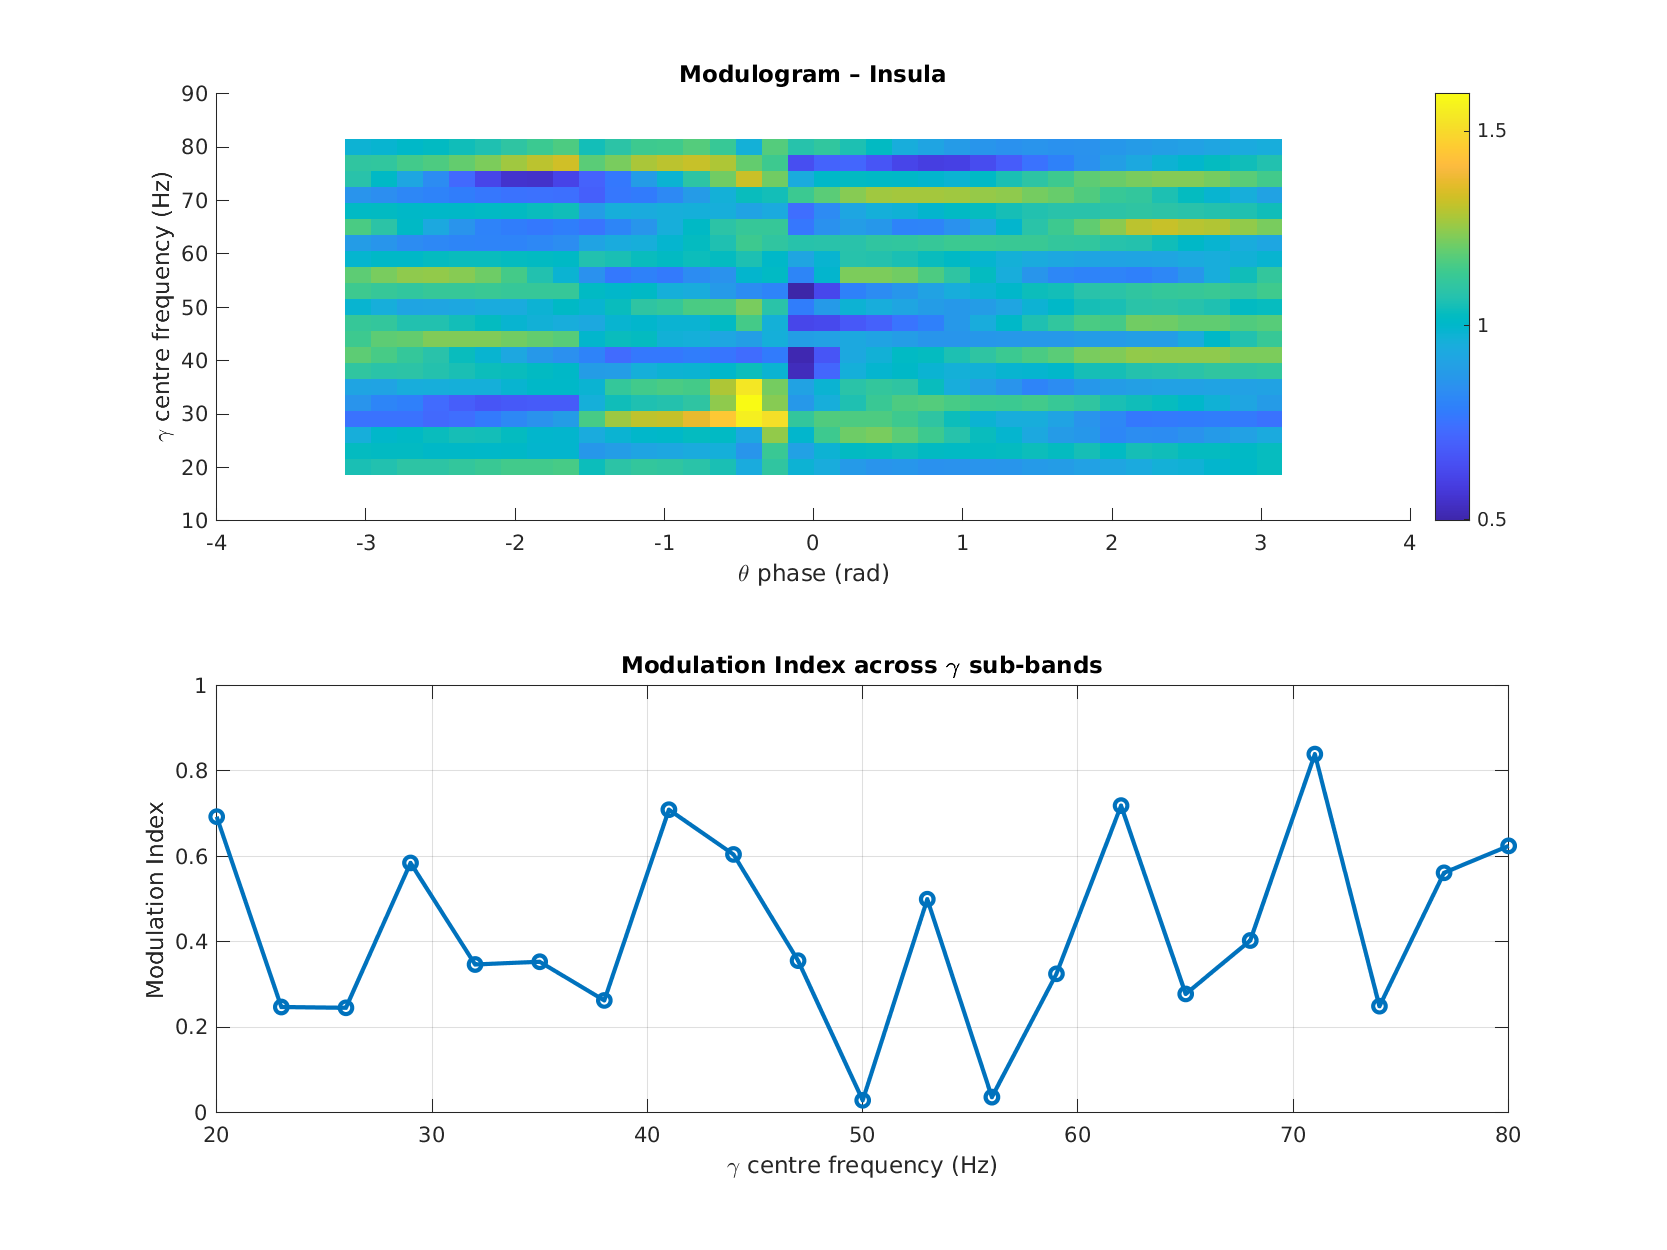 Modulogram – Insula
γ centre frequency (Hz)
90
80
70
60
50
40
30
20
10
-4 -3 -2 -1 0 1 2 3 4
θ phase (rad)
1.5
1
0.5
Modulation Index across γ sub-bands
Modulation Index
1
0.8
0.6
0.4
0.2
0
20 30 40 50 60 70 80
γ centre frequency (Hz)